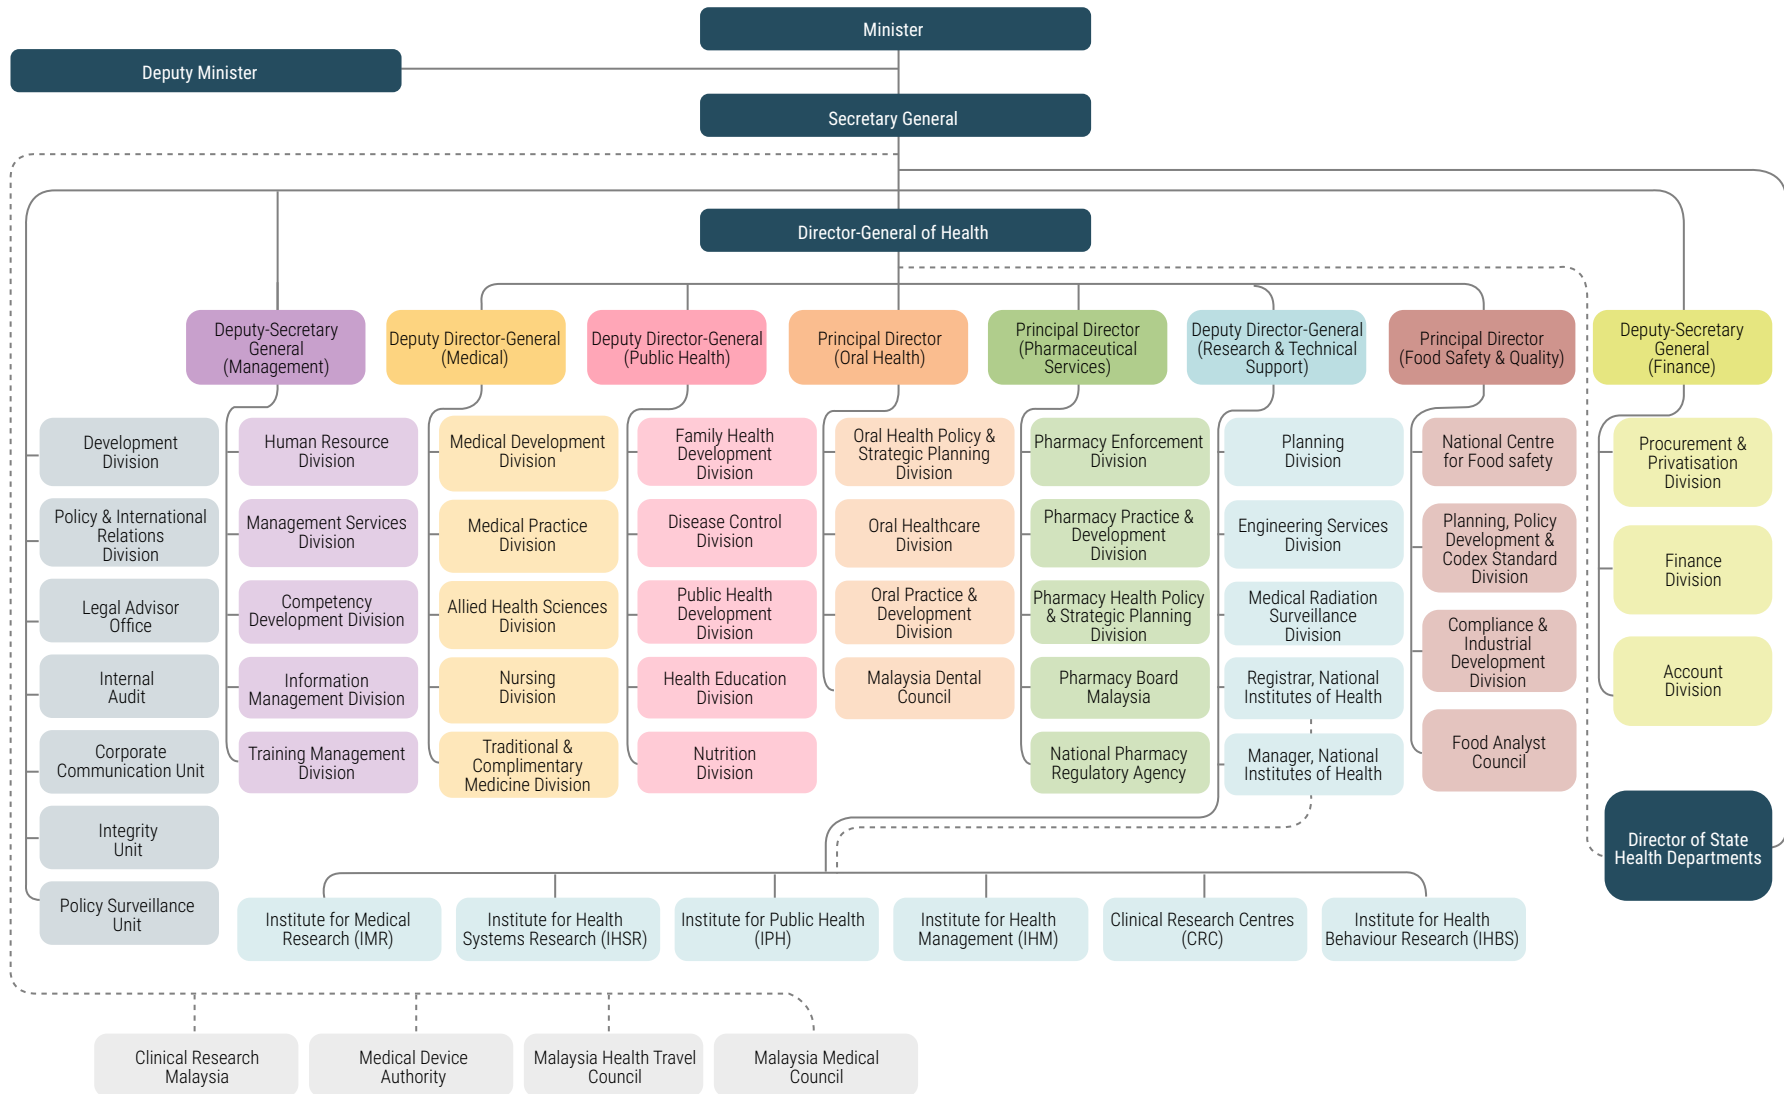 Minister
Deputy Minister
Secretary General
Director-General of Health
Deputy-Secretary
General
(Management)
Deputy Director-General
(Medical)
Deputy Director-General
(Public Health)
Principal Director
(Oral Health)
Principal Director
(Pharmaceutical
Services)
Deputy Director-General
(Research & Technical
Support)
Principal Director
(Food Safety & Quality)
Deputy-Secretary
General
(Finance)
Development
Division
Policy & International
Relations
Division
Legal Advisor
Office
Internal
Audit
Corporate
Communication Unit
Integrity
Unit
Policy Surveillance
Unit
Human Resource
Division
Management Services
Division
Competency
Development Division
Information
Management Division
Training Management
Division
Medical Development
Division
Medical Practice
Division
Allied Health Sciences
Division
Nursing
Division
Traditional &
Complimentary
Medicine Division
Family Health
Development
Division
Disease Control
Division
Public Health
Development
Division
Health Education
Division
Nutrition
Division
Oral Health Policy &
Strategic Planning
Division
Oral Healthcare
Division
Oral Practice &
Development
Division
Malaysia Dental
Council
Pharmacy Enforcement
Division
Pharmacy Practice &
Development
Division
Pharmacy Health Policy
& Strategic Planning
Division
Pharmacy Board
Malaysia
National Pharmacy
Regulatory Agency
Planning
Division
Engineering Services
Division
Medical Radiation
Surveillance
Division
Registrar, National
Institutes of Health
Manager, National
Institutes of Health
National Centre
for Food safety
Planning, Policy
Development &
Codex Standard
Division
Compliance &
Industrial
Development
Division
Food Analyst
Council
Procurement &
Privatisation
Division
Finance
Division
Account
Division
Director of State
Health Departments
Institute for Medical
Research (IMR)
Institute for Health
Systems Research (IHSR)
Institute for Public Health
(IPH)
Institute for Health
Management (IHM)
Clinical Research Centres
(CRC)
Institute for Health
Behaviour Research (IHBS)
Clinical Research
Malaysia
Medical Device
Authority
Malaysia Health Travel
Council
Malaysia Medical
Council